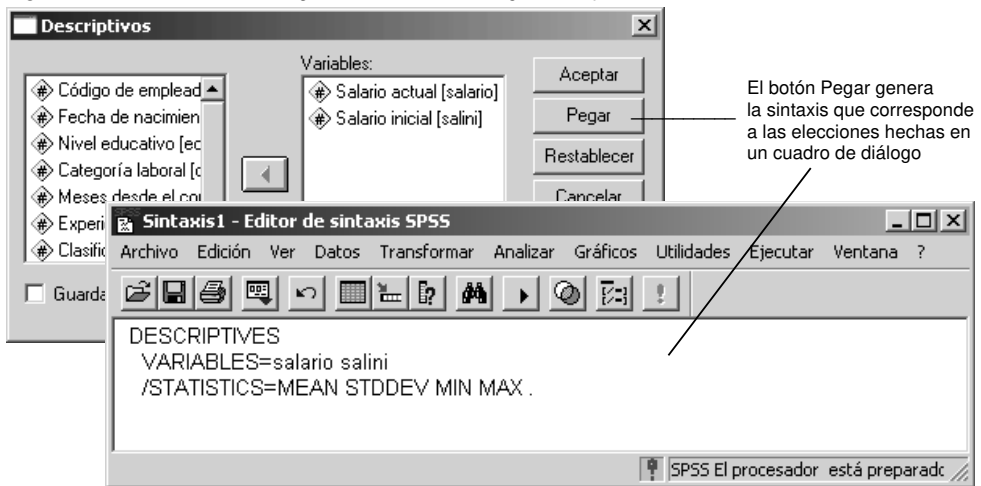 Descriptivos
Variables:
Código de emplead
Fecha de nacimien
Nivel educativo [ec
Categoría laboral [c
Meses desde el con
Experi
Clasific
Salario actual [salario]
Salario inicial [salini]
Aceptar
Pegar
Restablecer
Cancelar
Guarda
El botón Pegar genera
la sintaxis que corresponde
a las elecciones hechas en
un cuadro de diálogo
Sintaxis1 - Editor de sintaxis SPSS
Archivo Edición Ver Datos Transformar Analizar Gráficos Utilidades Ejecutar Ventana ?
DESCRIPTIVES
VARIABLES=salario salini
/STATISTICS=MEAN STDDEV MIN MAX .
SPSS El procesador está preparado